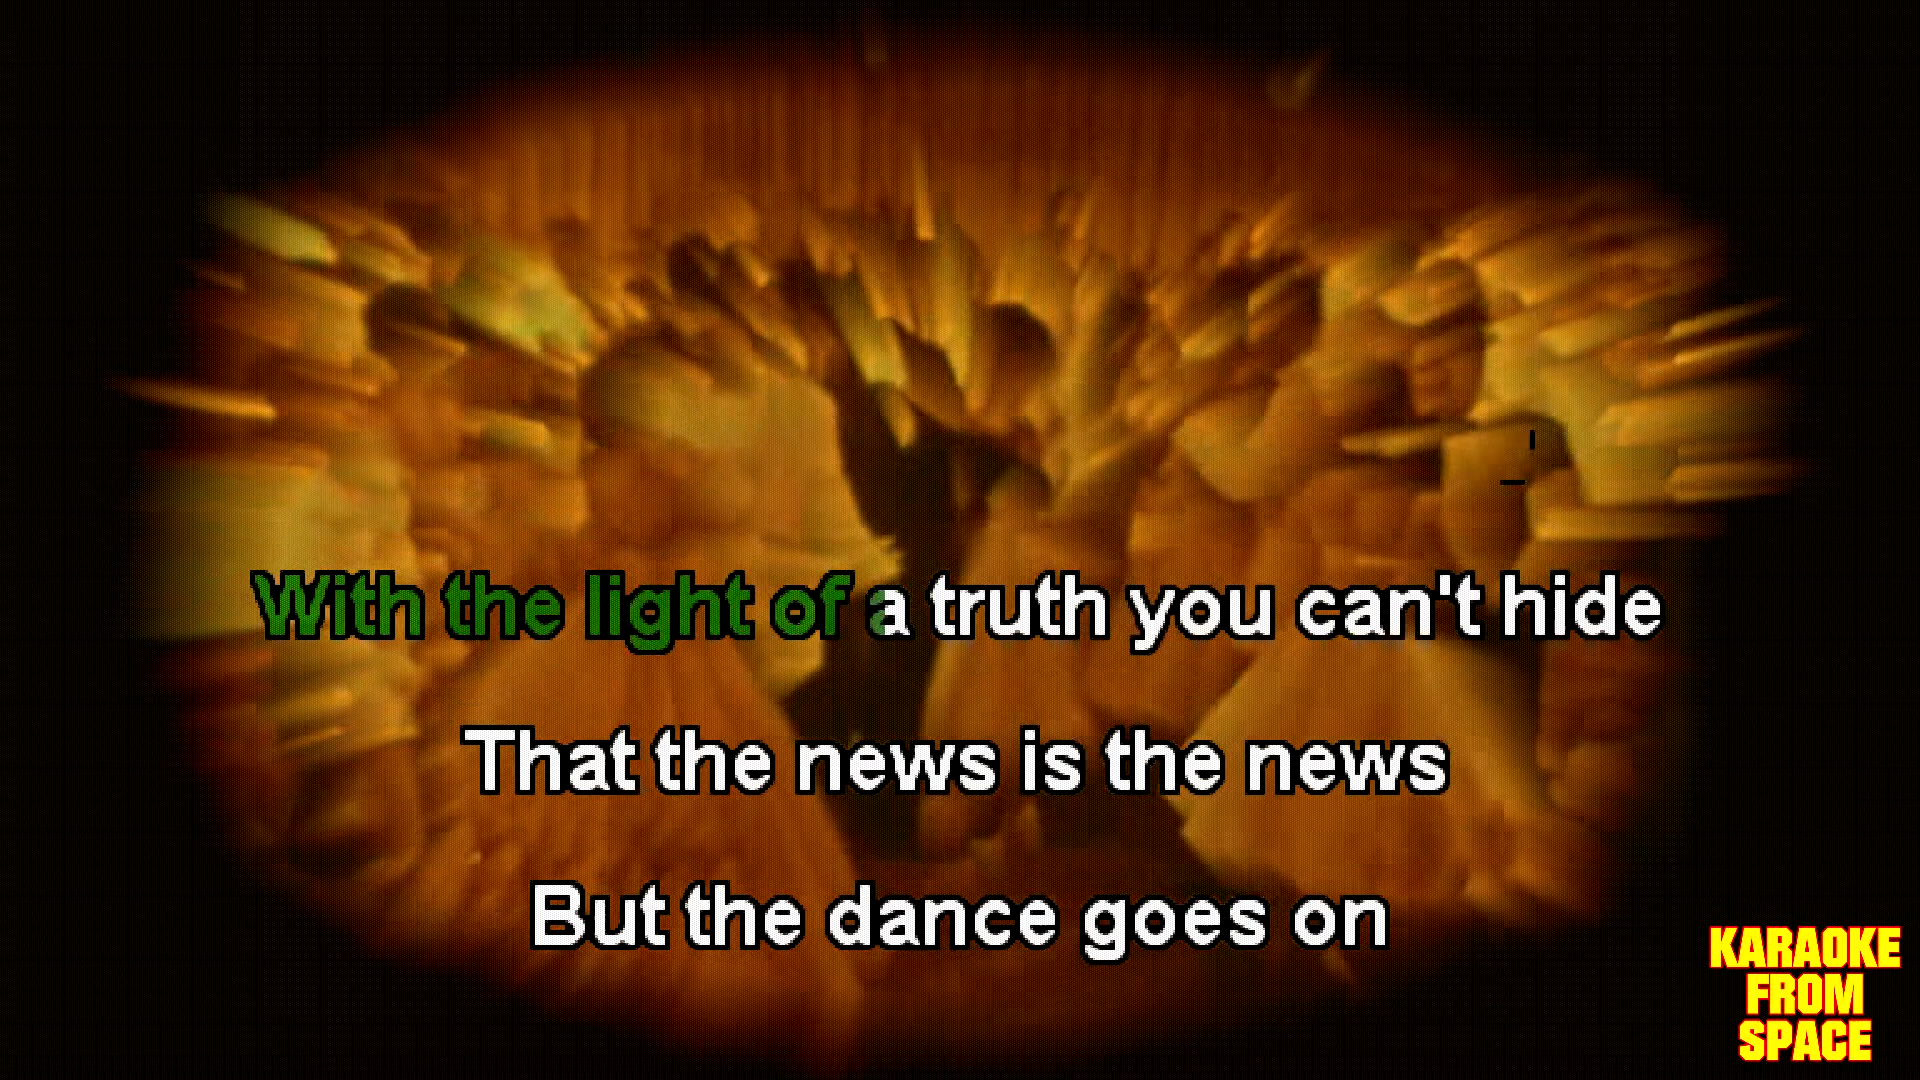 With the light of a truth you can't hide
That the news is the news
But the dance goes on
KARAOKE
FROM
SPACE